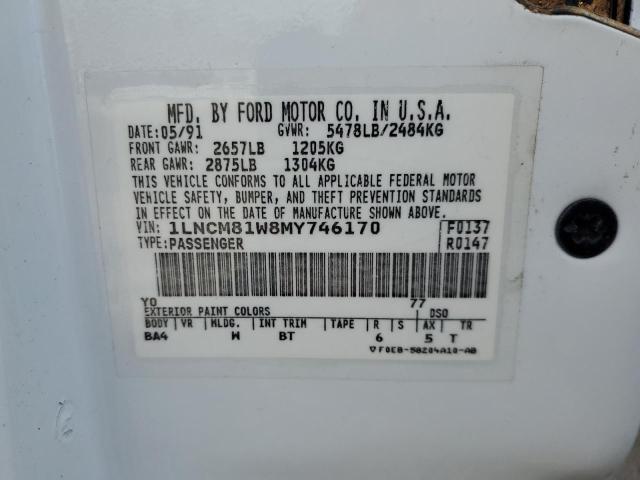 MFD. BY FORD MOTOR CO. IN U.S.A.
DATE: 05/91 GVWR: 5478LB/2484KG
FRONT GAWR: 2657LB 1205KG
REAR GAWR: 2875LB 1304KG
THIS VEHICLE CONFORMS TO ALL APPLICABLE FEDERAL MOTOR
VEHICLE SAFETY, BUMPER, AND THEFT PREVENTION STANDARDS
IN EFFECT ON THE DATE OF MANUFACTURE SHOWN ABOVE.
VIN: 1LNCM81W8MY746170 F0137
TYPE: PASSENGER R0147
YO 77
EXTERIOR PAINT COLORS DSO
BODY VR MLDG. INT TRIM TAPE R S AX TR
BA4 W BT 6 5 T
F0EB-58204A10-AB